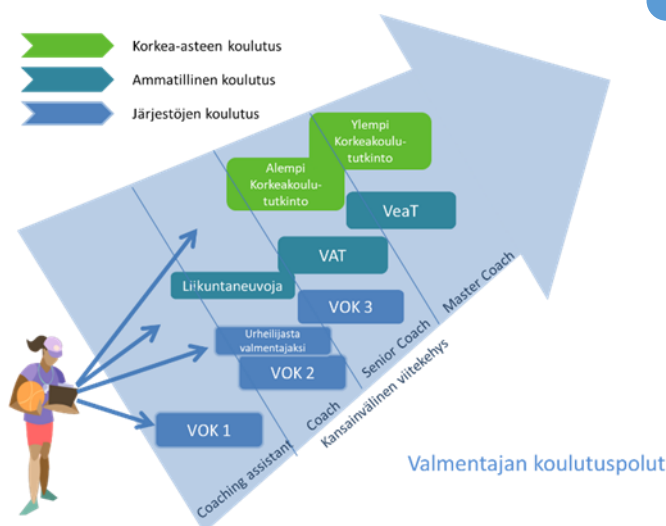 Korkea-asteen koulutus
Ammatillinen koulutus
Järjestöjen koulutus
Ylempi
Korkeakoulu-
tutkinto
Alempi
Korkeakoulu-
tutkinto
VeaT
VAT
Liikuntaneuvoja
VOK 3
Urheilijasta
valmentajaksi
VOK 2
VOK 1
Coaching assistant
Coach
Senior Coach
Master Coach
Kansainvälinen viitekehys
Valmentajan koulutuspolut